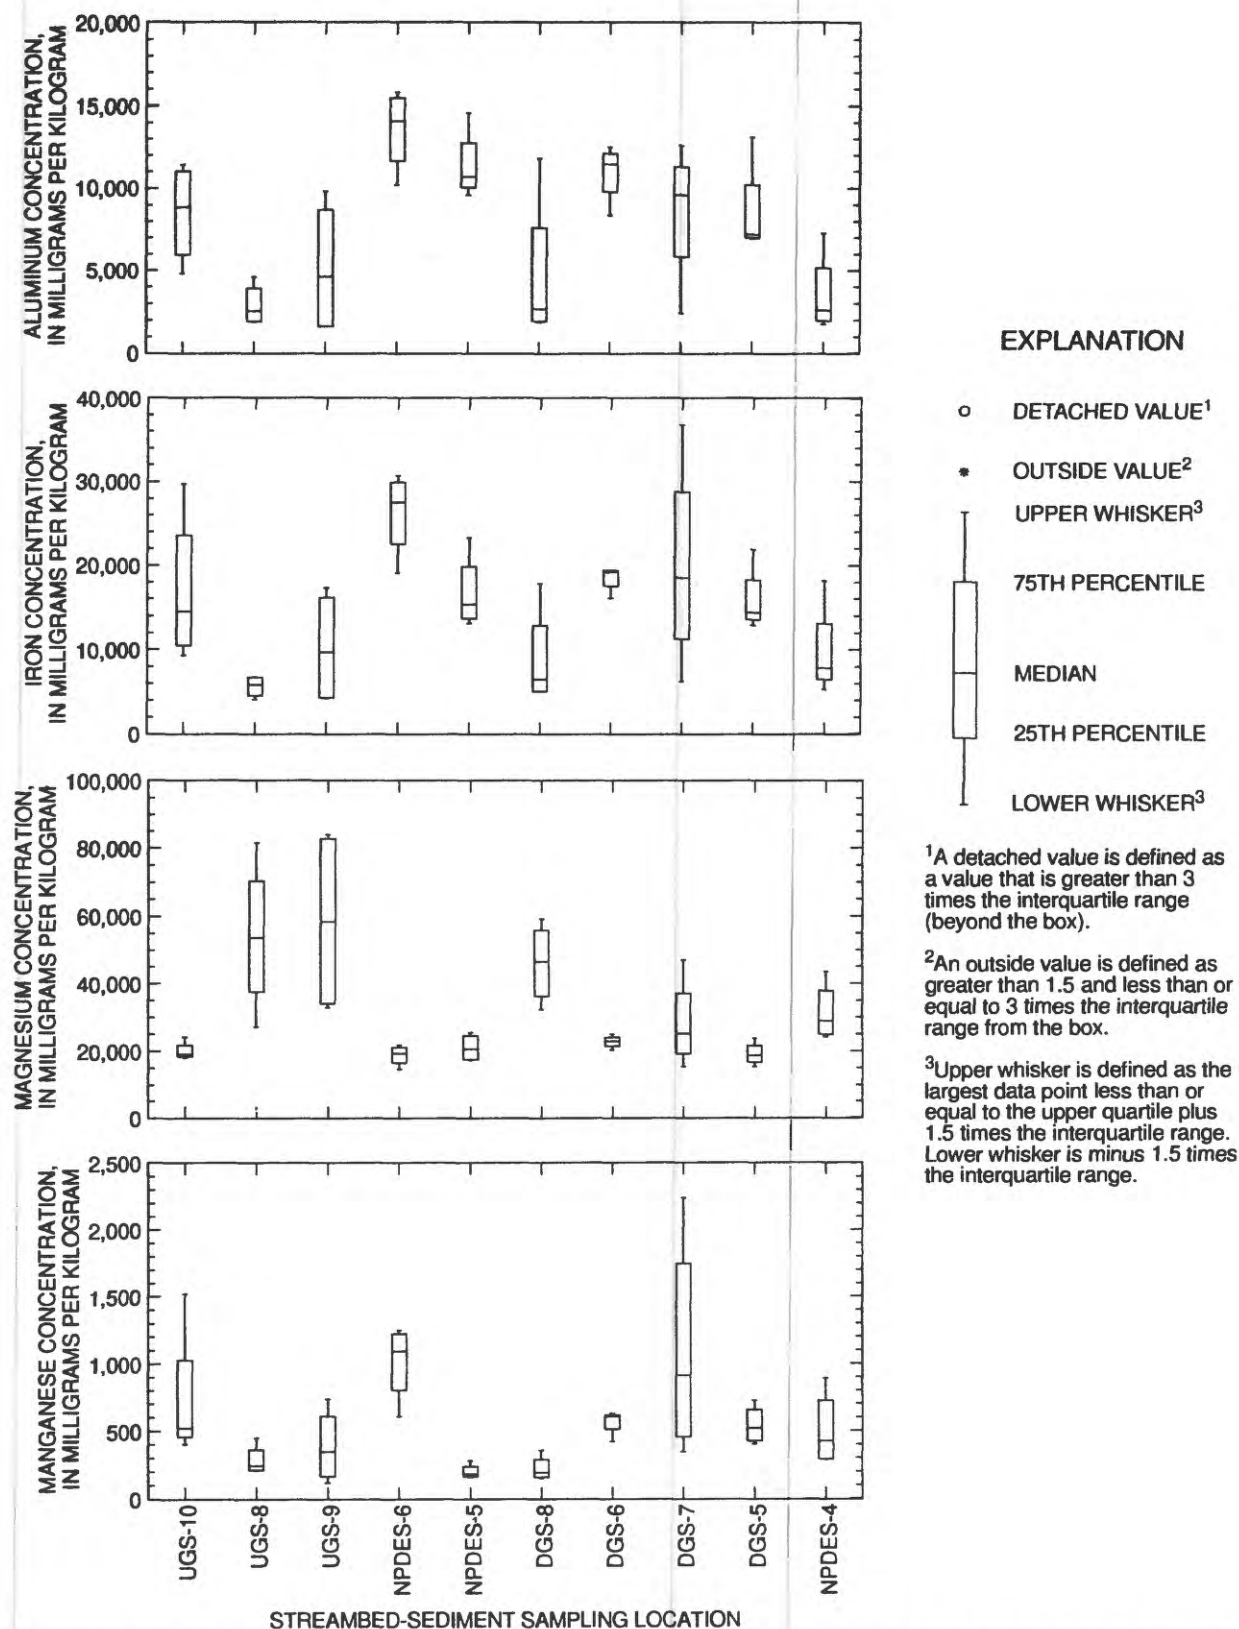 ALUMINUM CONCENTRATION,
IN MILLIGRAMS PER KILOGRAM
20,000
15,000
10,000
5,000
0
IRON CONCENTRATION,
IN MILLIGRAMS PER KILOGRAM
40,000
30,000
20,000
10,000
0
MAGNESIUM CONCENTRATION,
IN MILLIGRAMS PER KILOGRAM
100,000
80,000
60,000
40,000
20,000
0
MANGANESE CONCENTRATION,
IN MILLIGRAMS PER KILOGRAM
2,500
2,000
1,500
1,000
500
0
UGS-10
UGS-8
UGS-9
NPDES-6
NPDES-5
DGS-8
DGS-6
DGS-7
DGS-5
NPDES-4
STREAMBED-SEDIMENT SAMPLING LOCATION
EXPLANATION
DETACHED VALUE¹
OUTSIDE VALUE²
UPPER WHISKER³
75TH PERCENTILE
MEDIAN
25TH PERCENTILE
LOWER WHISKER³
¹A detached value is defined as
a value that is greater than 3
times the interquartile range
(beyond the box).
²An outside value is defined as
greater than 1.5 and less than or
equal to 3 times the interquartile
range from the box.
³Upper whisker is defined as the
largest data point less than or
equal to the upper quartile plus
1.5 times the interquartile range.
Lower whisker is minus 1.5 times
the interquartile range.